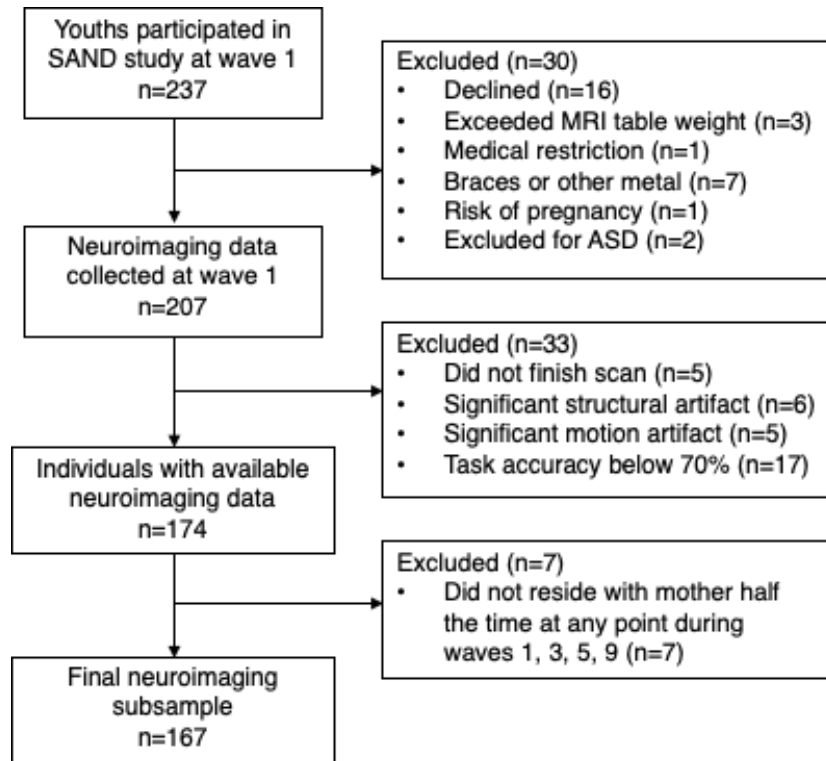 Youths participated in
SAND study at wave 1
n=237
Excluded (n=30)
• Declined (n=16)
• Exceeded MRI table weight (n=3)
• Medical restriction (n=1)
• Braces or other metal (n=7)
• Risk of pregnancy (n=1)
• Excluded for ASD (n=2)
Neuroimaging data
collected at wave 1
n=207
Excluded (n=33)
• Did not finish scan (n=5)
• Significant structural artifact (n=6)
• Significant motion artifact (n=5)
• Task accuracy below 70% (n=17)
Individuals with available
neuroimaging data
n=174
Excluded (n=7)
• Did not reside with mother half
the time at any point during
waves 1, 3, 5, 9 (n=7)
Final neuroimaging
subsample
n=167